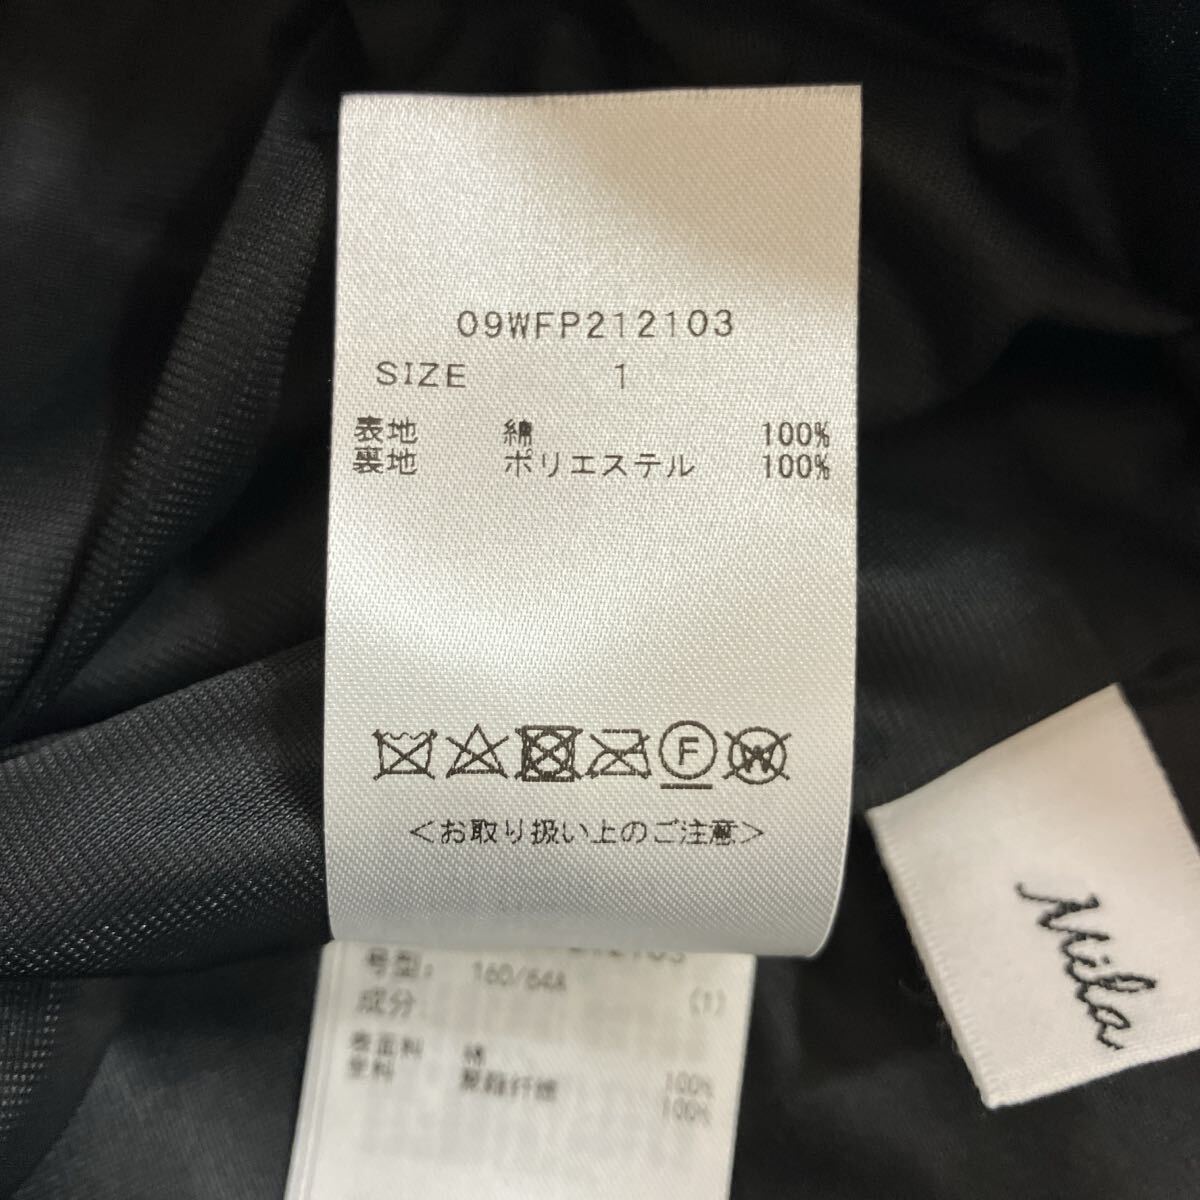 09WFP212103
SIZE 1
表地 綿 100%
裏地 ポリエステル 100%
F
W
<お取り扱い上のご注意>
号型: 160/64A (1)
成分
表面料 棉 100%
里料 聚酯纤维 100%
Mila